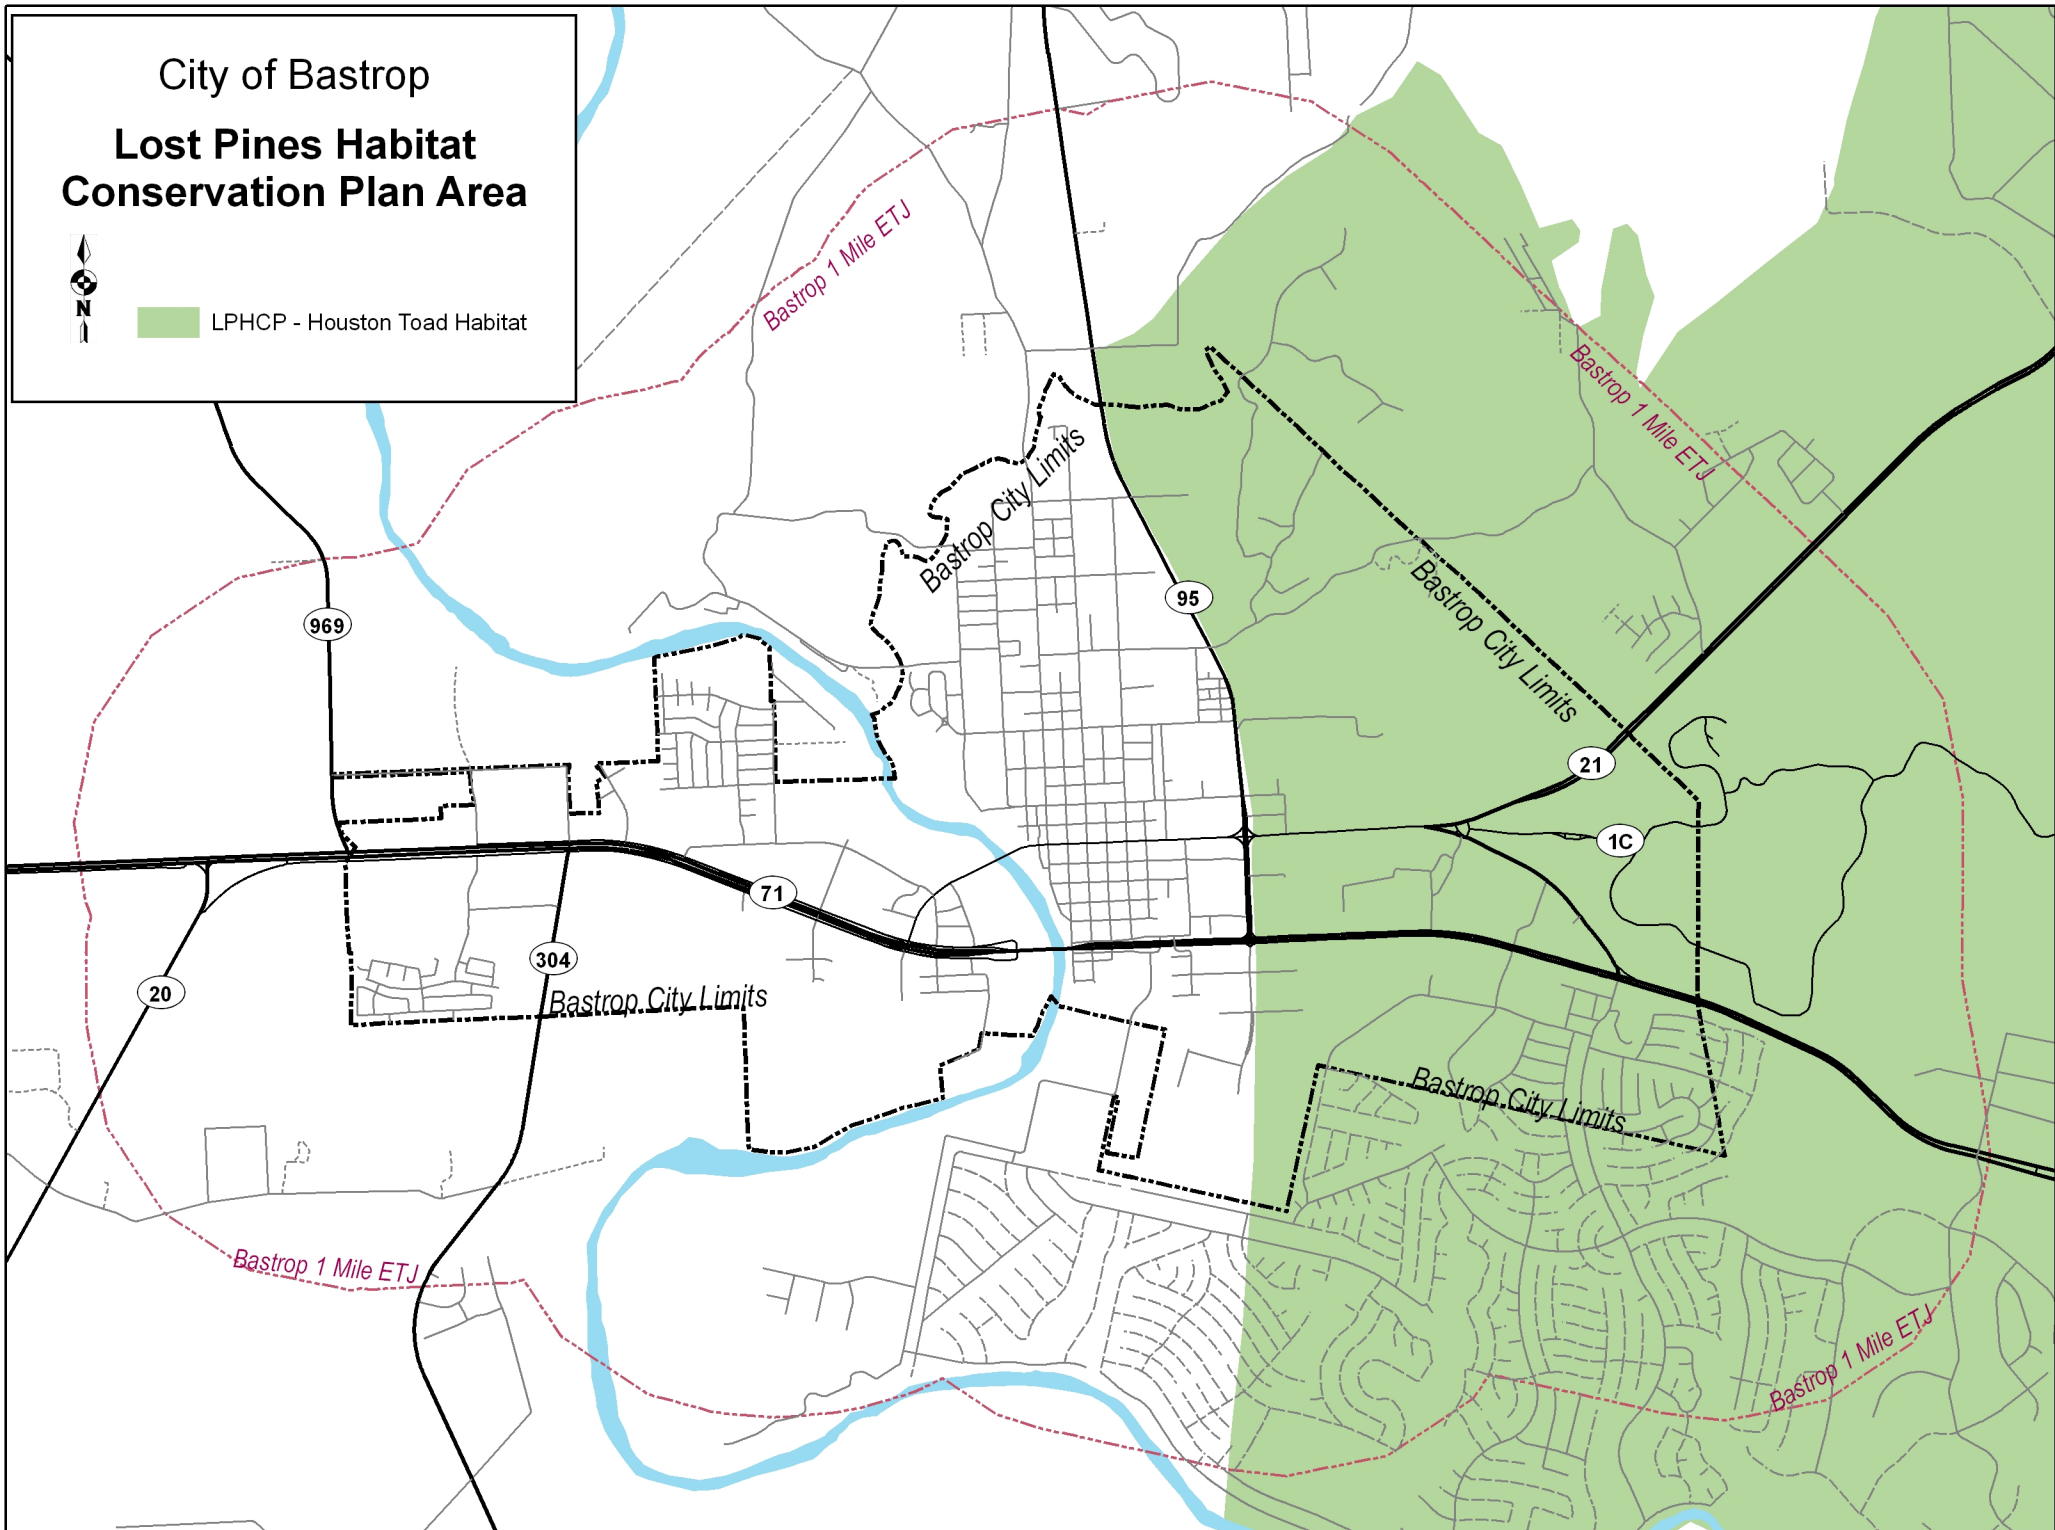 City of Bastrop
Lost Pines Habitat
Conservation Plan Area
N
LPHCP - Houston Toad Habitat
Bastrop 1 Mile ETJ
Bastrop 1 Mile ETJ
Bastrop City Limits
Bastrop City Limits
95
969
21
1C
71
304
20
Bastrop City Limits
Bastrop City Limits
Bastrop 1 Mile ETJ
Bastrop 1 Mile ETJ